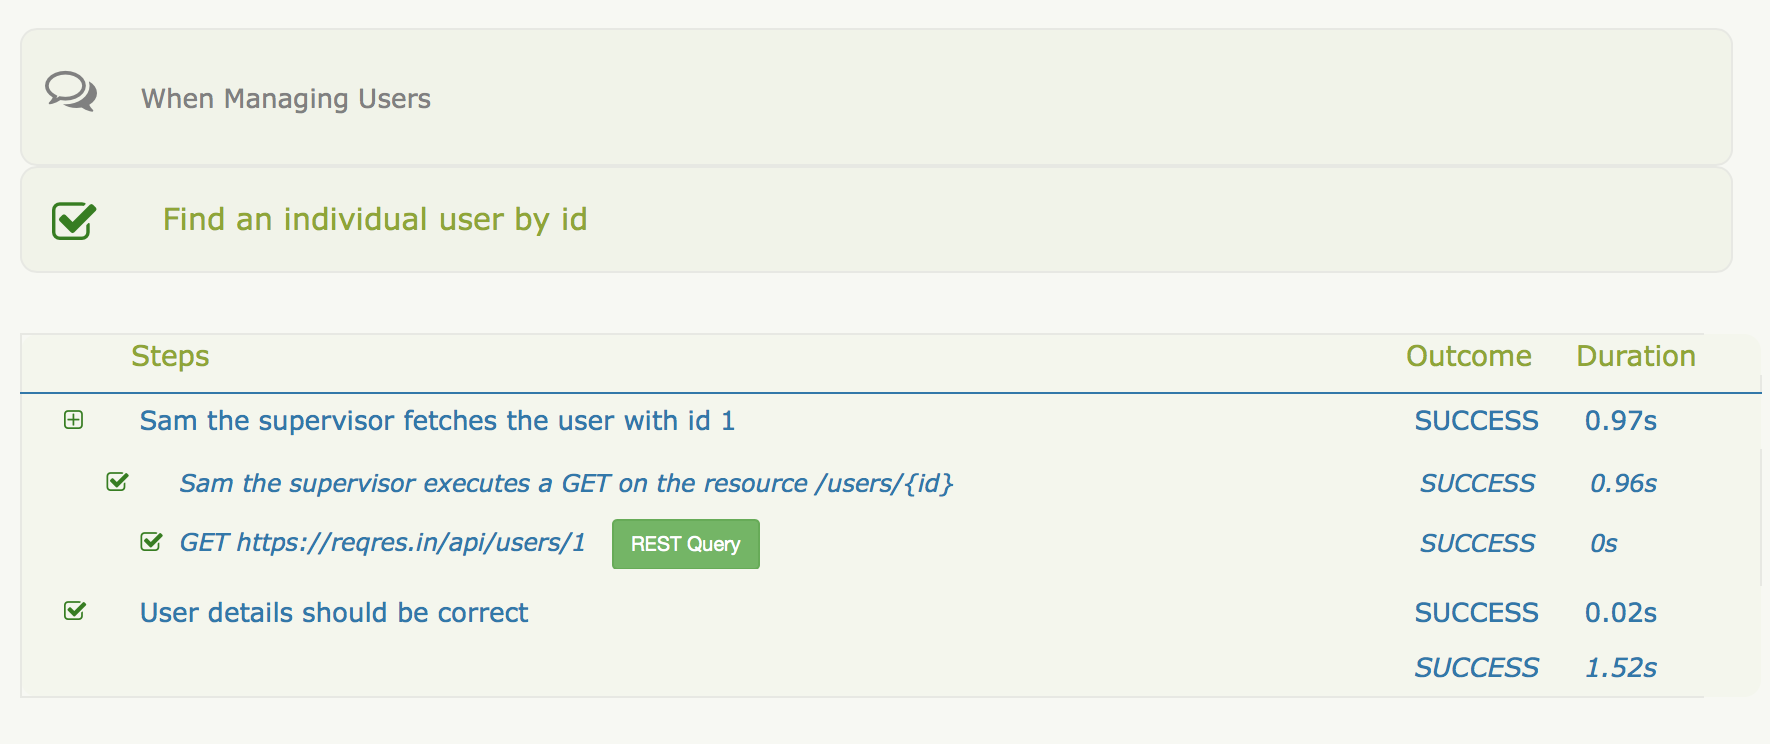 When Managing Users
Find an individual user by id
Steps Outcome Duration
Sam the supervisor fetches the user with id 1 SUCCESS 0.97s
Sam the supervisor executes a GET on the resource /users/{id} SUCCESS 0.96s
GET https://reqres.in/api/users/1 REST Query SUCCESS 0s
User details should be correct SUCCESS 0.02s
SUCCESS 1.52s